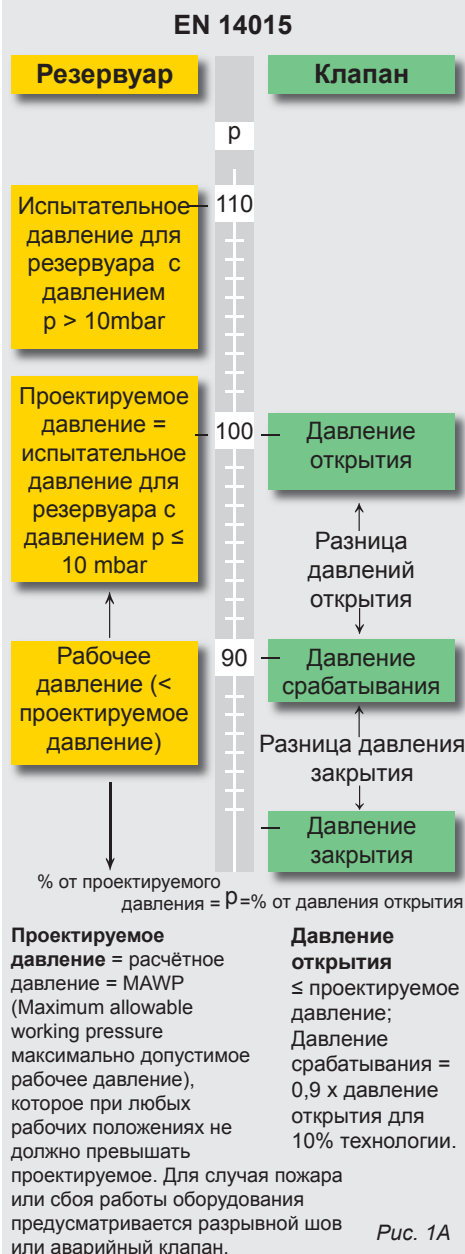 EN 14015
Резервуар
Клапан
p
Испытательное
давление для
резервуара с
давлением
p > 10mbar
110
Проектируемое
давление =
испытательное
давление для
резервуара с
давлением p ≤
10 mbar
100
Давление
открытия
Разница
давлений
открытия
Рабочее
давление (<
проектируемое
давление)
90
Давление
срабатывания
Разница давления
закрытия
Давление
закрытия
% от проектируемого
давления = p =% от давления открытия
Проектируемое
давление = расчётное
давление = MAWP
(Maximum allowable
working pressure
максимально допустимое
рабочее давление),
которое при любых
рабочих положениях не
должно превышать
проектируемое. Для случая пожара
или сбоя работы оборудования
предусматривается разрывной шов
или аварийный клапан.
Давление
открытия
≤ проектируемое
давление;
Давление
срабатывания =
0,9 x давление
открытия для
10% технологии.
Рис. 1A